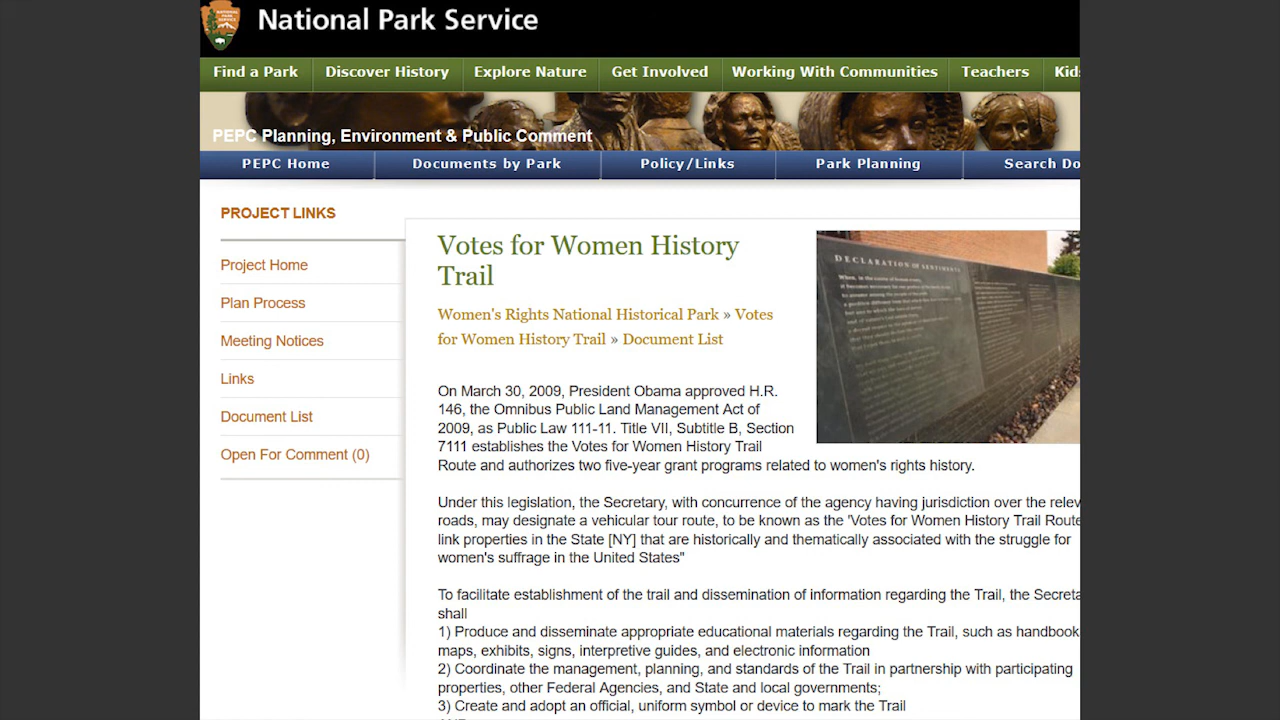 National Park Service
Find a Park
Discover History
Explore Nature
Get Involved
Working With Communities
Teachers
Kids
PEPC Planning, Environment & Public Comment
PEPC Home
Documents by Park
Policy/Links
Park Planning
Search Do
PROJECT LINKS
Project Home
Plan Process
Meeting Notices
Links
Document List
Open For Comment (0)
Votes for Women History
Trail
Women's Rights National Historical Park » Votes
for Women History Trail » Document List
DECLARATION OF SENTIMENTS
On March 30, 2009, President Obama approved H.R.
146, the Omnibus Public Land Management Act of
2009, as Public Law 111-11. Title VII, Subtitle B, Section
7111 establishes the Votes for Women History Trail
Route and authorizes two five-year grant programs related to women's rights history.
Under this legislation, the Secretary, with concurrence of the agency having jurisdiction over the relev
roads, may designate a vehicular tour route, to be known as the 'Votes for Women History Trail Route
link properties in the State [NY] that are historically and thematically associated with the struggle for
women's suffrage in the United States"
To facilitate establishment of the trail and dissemination of information regarding the Trail, the Secreta
shall
1) Produce and disseminate appropriate educational materials regarding the Trail, such as handbook
maps, exhibits, signs, interpretive guides, and electronic information
2) Coordinate the management, planning, and standards of the Trail in partnership with participating
properties, other Federal Agencies, and State and local governments;
3) Create and adopt an official, uniform symbol or device to mark the Trail